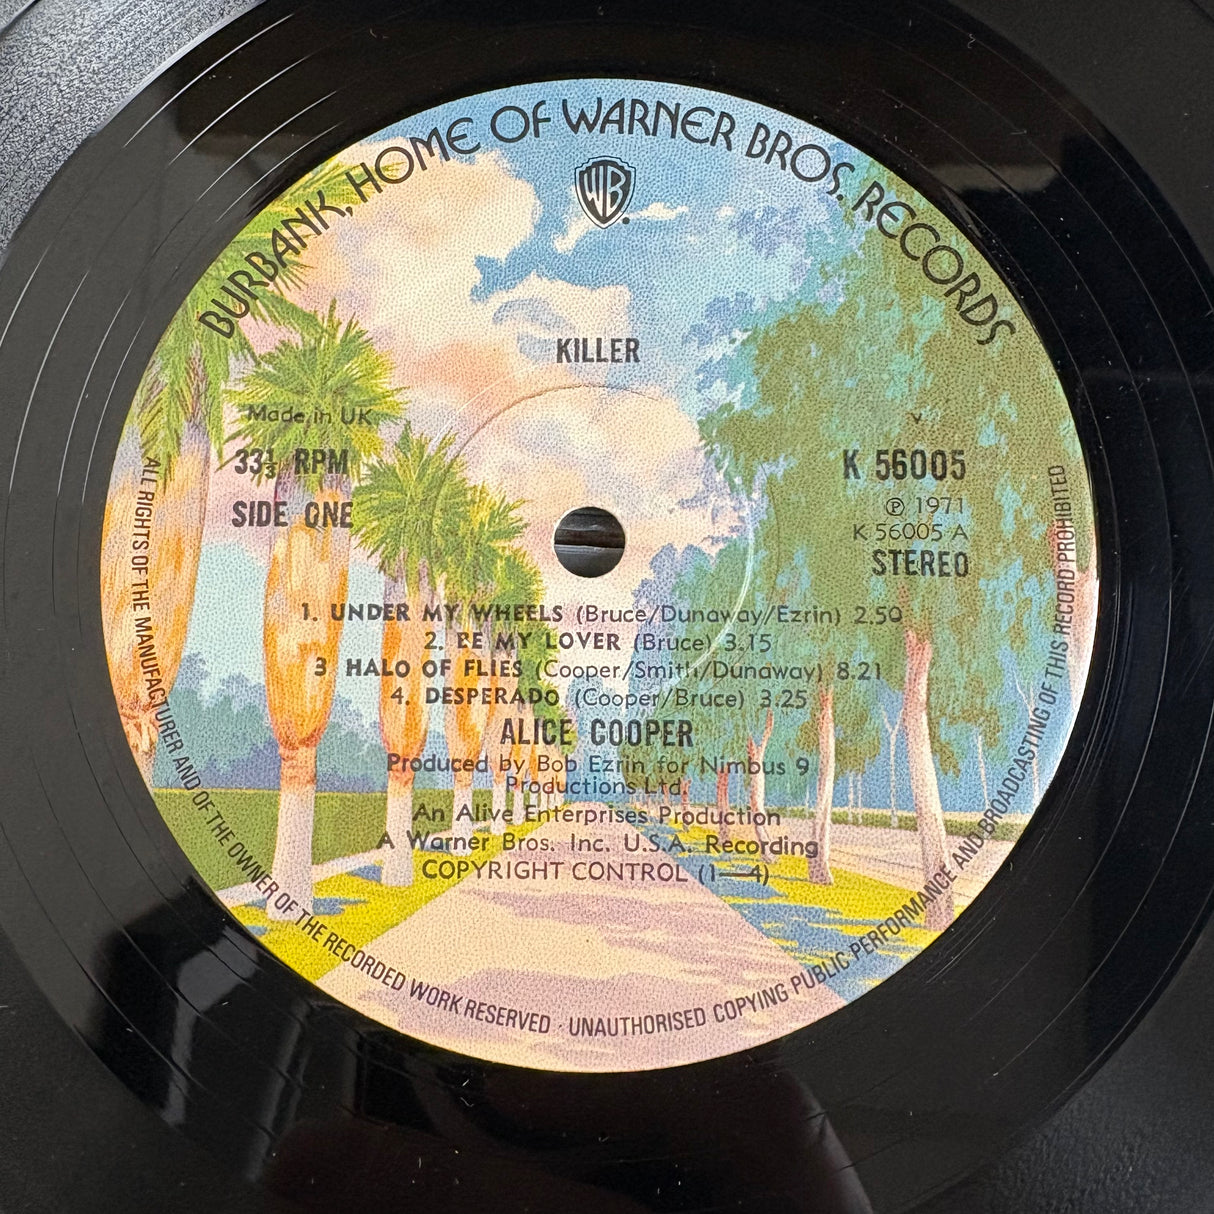 BURBANK, HOME OF WARNER BROS. RECORDS
WB
KILLER
Made in UK
33⅓ RPM
SIDE ONE
K 56005
Ⓟ 1971
K 56005 A
STEREO
1. UNDER MY WHEELS (Bruce/Dunaway/Ezrin) 2.50
2. BE MY LOVER (Bruce) 3.15
3 HALO OF FLIES (Cooper/Smith/Dunaway) 8.21
4. DESPERADO (Cooper/Bruce) 3.25
ALICE COOPER
Produced by Bob Ezrin for Nimbus 9
Productions Ltd.
An Alive Enterprises Production
A Warner Bros. Inc. U.S.A. Recording
COPYRIGHT CONTROL (1—4)
ALL RIGHTS OF THE MANUFACTURER AND OF THE OWNER OF THE RECORDED WORK RESERVED · UNAUTHORISED COPYING PUBLIC PERFORMANCE AND BROADCASTING OF THIS RECORD PROHIBITED